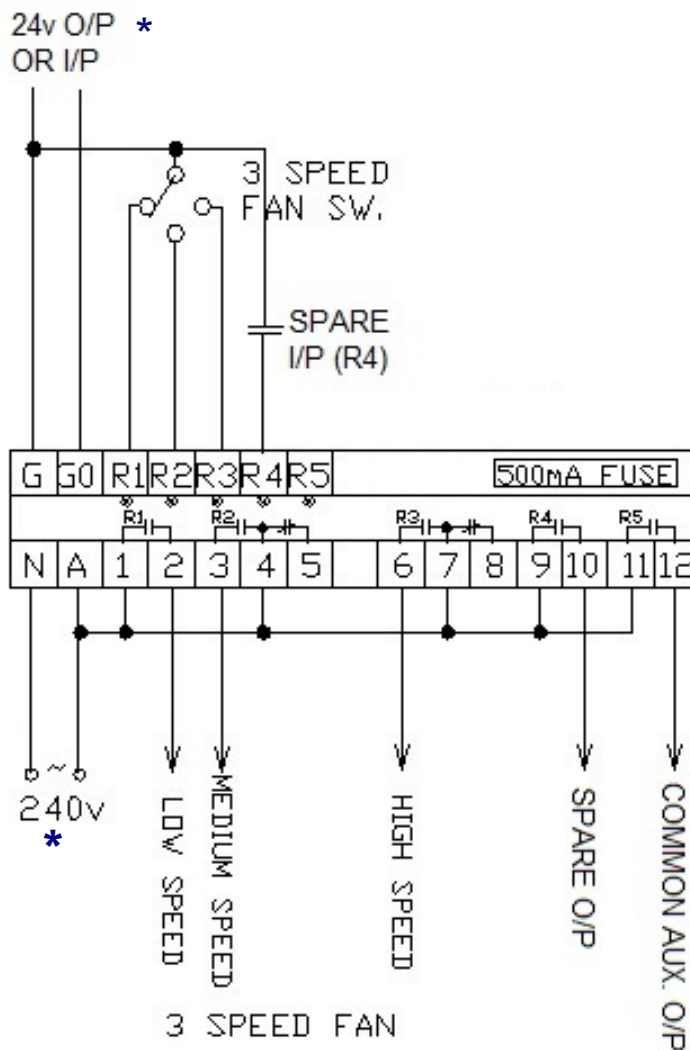 24v O/P *
OR I/P
3 SPEED
FAN SW.
SPARE
I/P (R4)
G G0 R1 R2 R3 R4 R5 500mA FUSE
R1 R2 R3 R4 R5
N A 1 2 3 4 5 6 7 8 9 10 11 12
~
240v
*
LOW SPEED
MEDIUM SPEED
HIGH SPEED
SPARE O/P
COMMON AUX. O/P
3 SPEED FAN